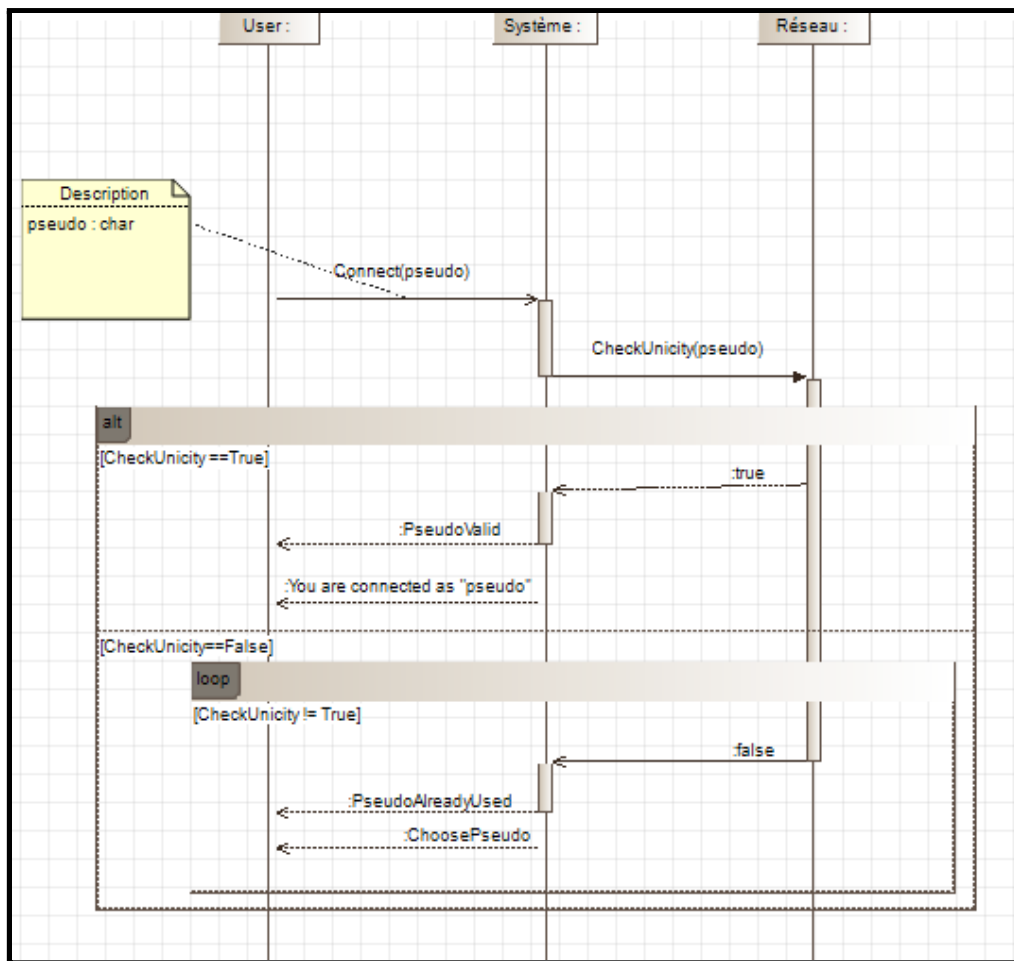 User :
Système :
Réseau :
Description
pseudo : char
Connect(pseudo)
CheckUnicity(pseudo)
alt
[CheckUnicity ==True]
:true
:PseudoValid
:You are connected as "pseudo"
[CheckUnicity==False]
loop
[CheckUnicity != True]
:false
:PseudoAlreadyUsed
:ChoosePseudo